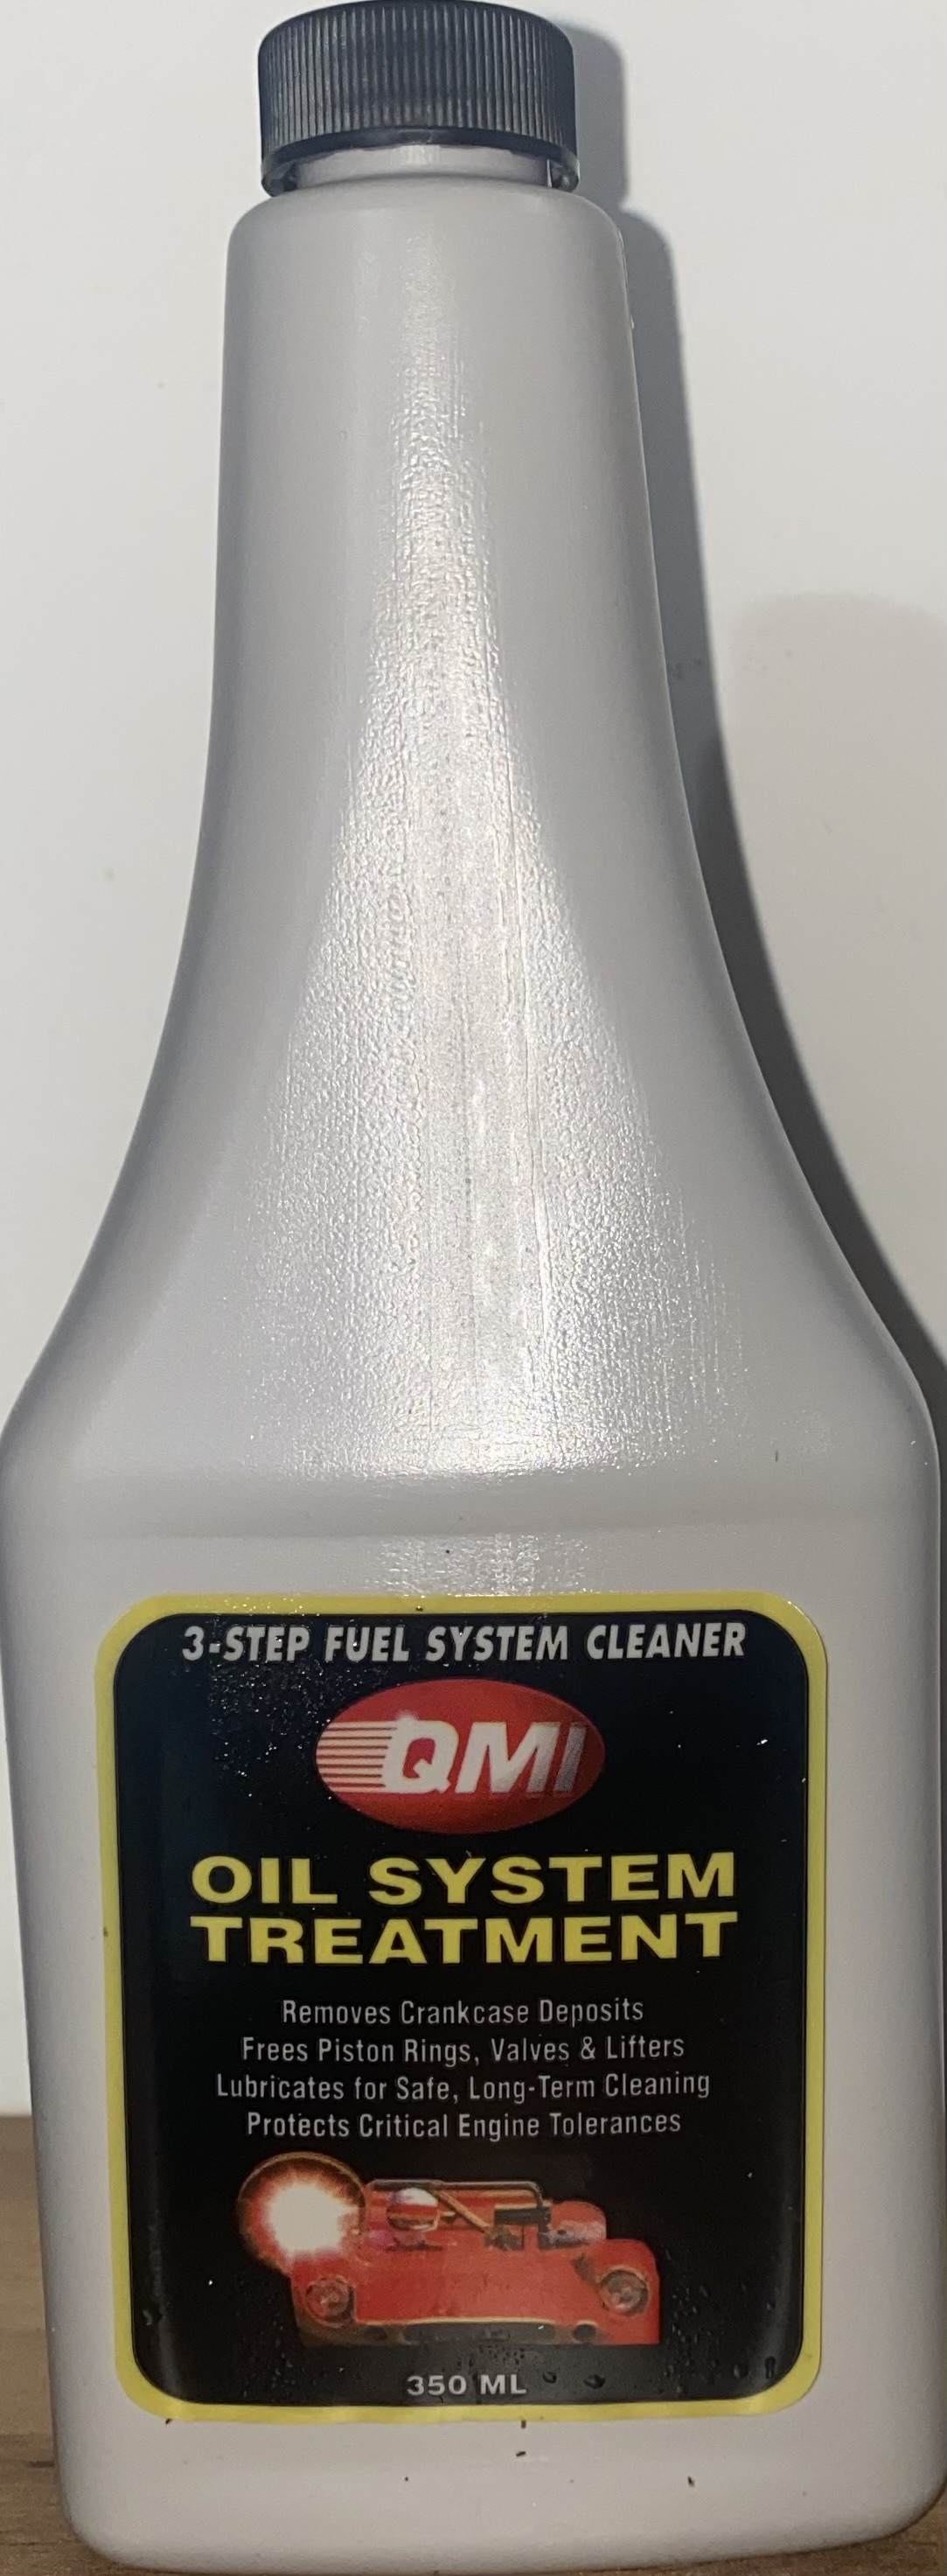 3-STEP FUEL SYSTEM CLEANER
QMI
OIL SYSTEM
TREATMENT
Removes Crankcase Deposits
Frees Piston Rings, Valves & Lifters
Lubricates for Safe, Long-Term Cleaning
Protects Critical Engine Tolerances
350 ML